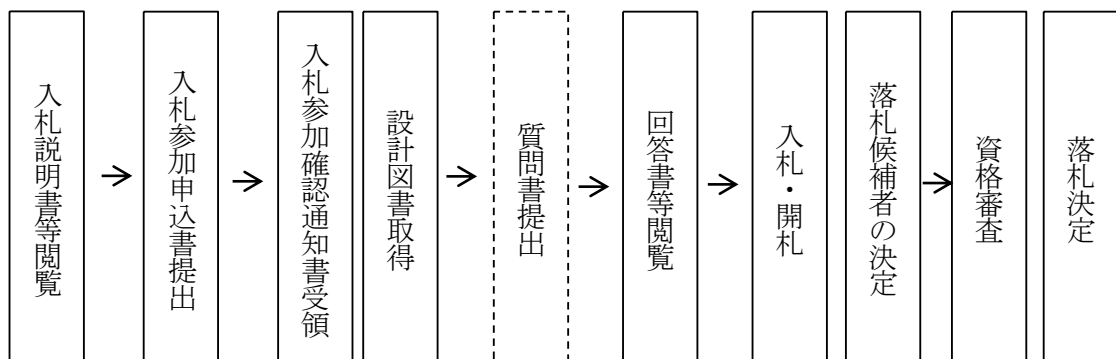 入札説明書等閲覧
入札参加申込書提出
入札参加確認通知書受領
設計図書取得
質問書提出
回答書等閲覧
入札・開札
落札候補者の決定
資格審査
落札決定